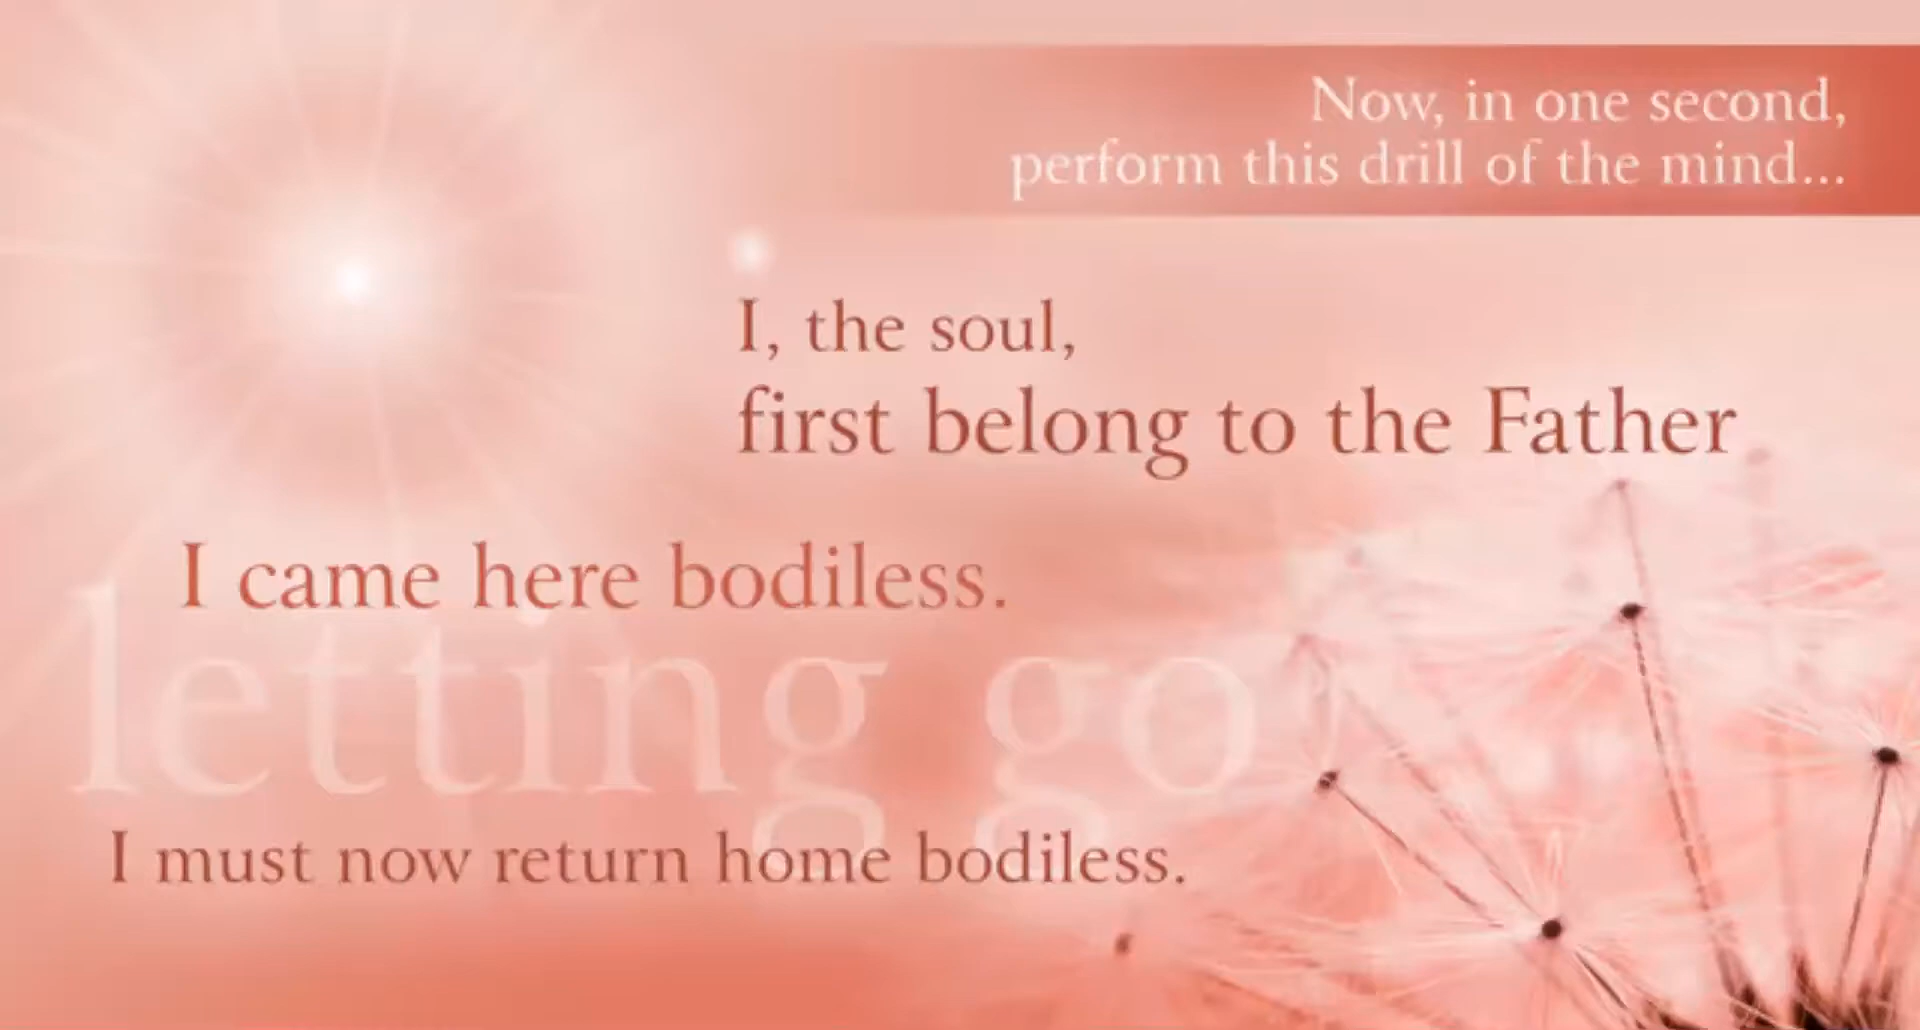 Now, in one second,
perform this drill of the mind...
I, the soul,
first belong to the Father
I came here bodiless.
letting go
I must now return home bodiless.